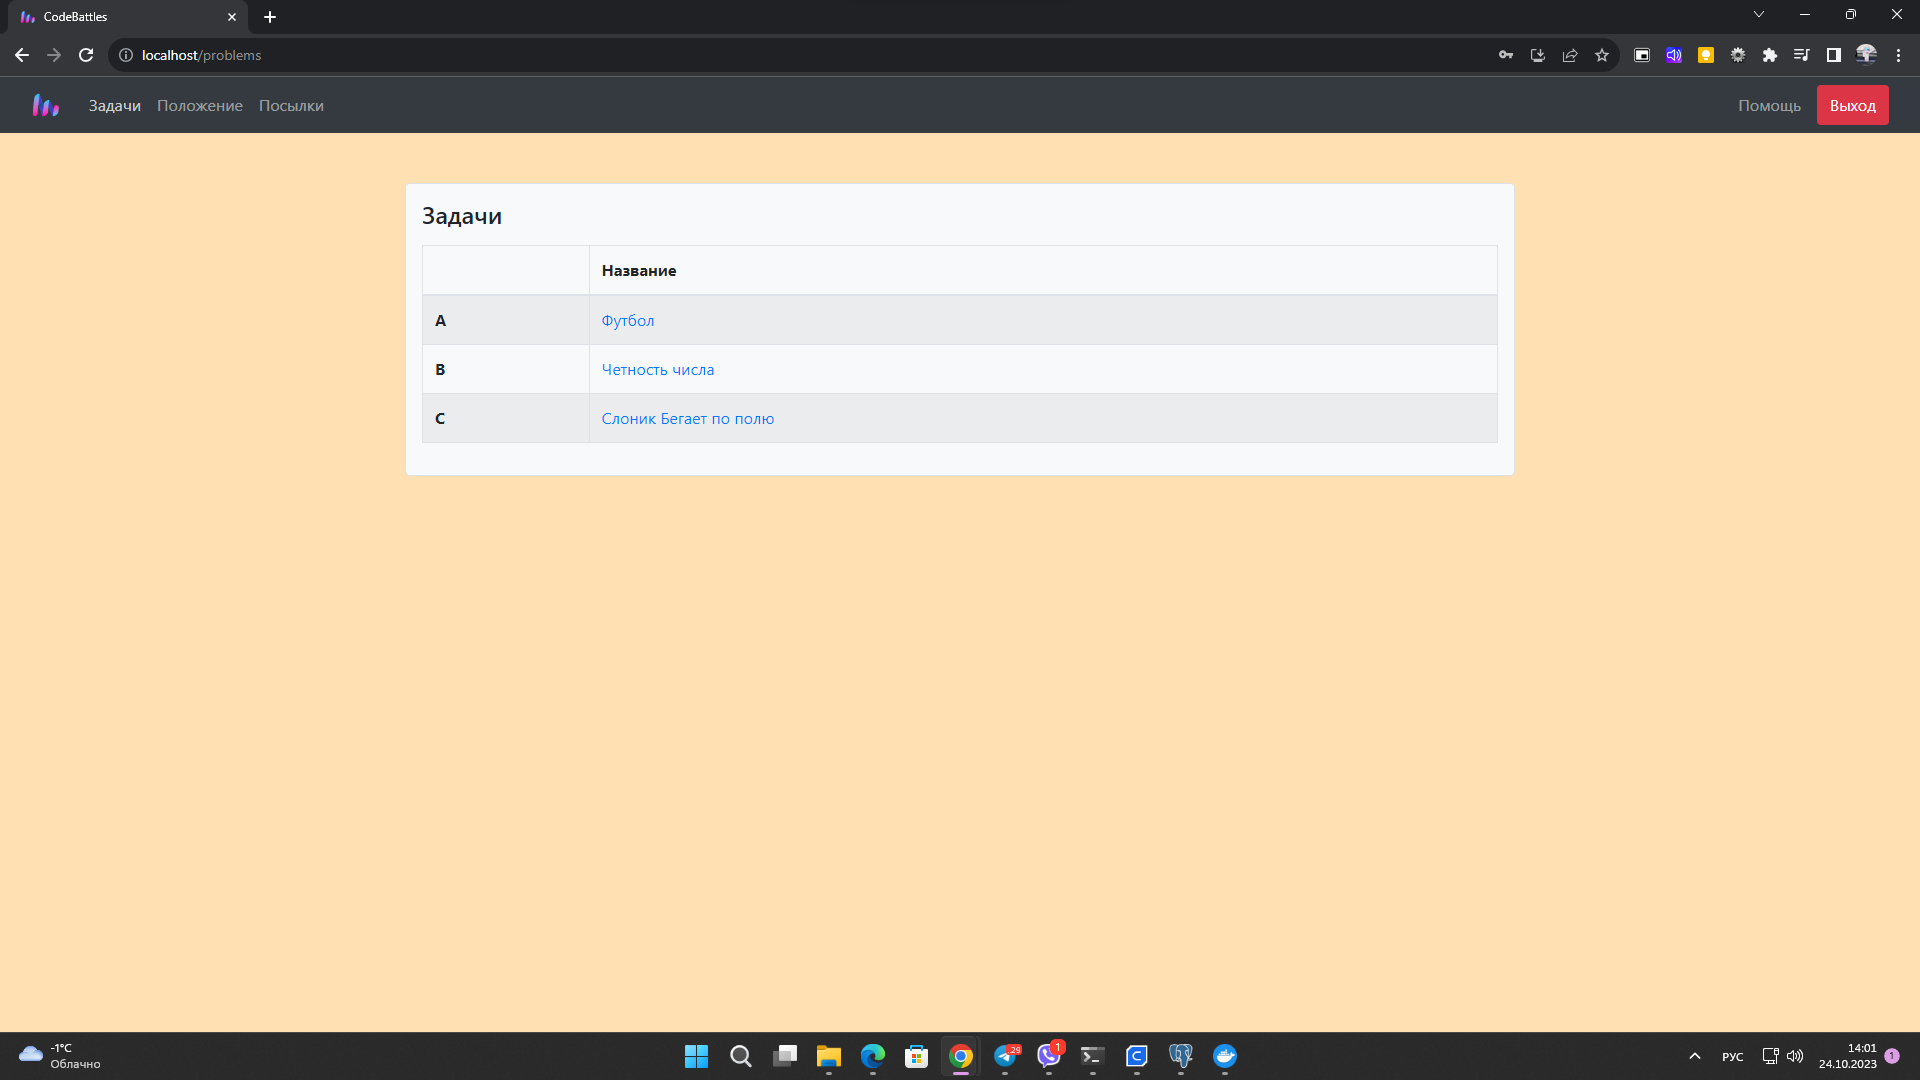 CodeBattles
localhost/problems
Задачи Положение Посылки Помощь Выход
Задачи
Название
A Футбол
B Четность числа
C Слоник Бегает по полю
-1°C
Облачно
29
1
РУС
14:01
24.10.2023
1